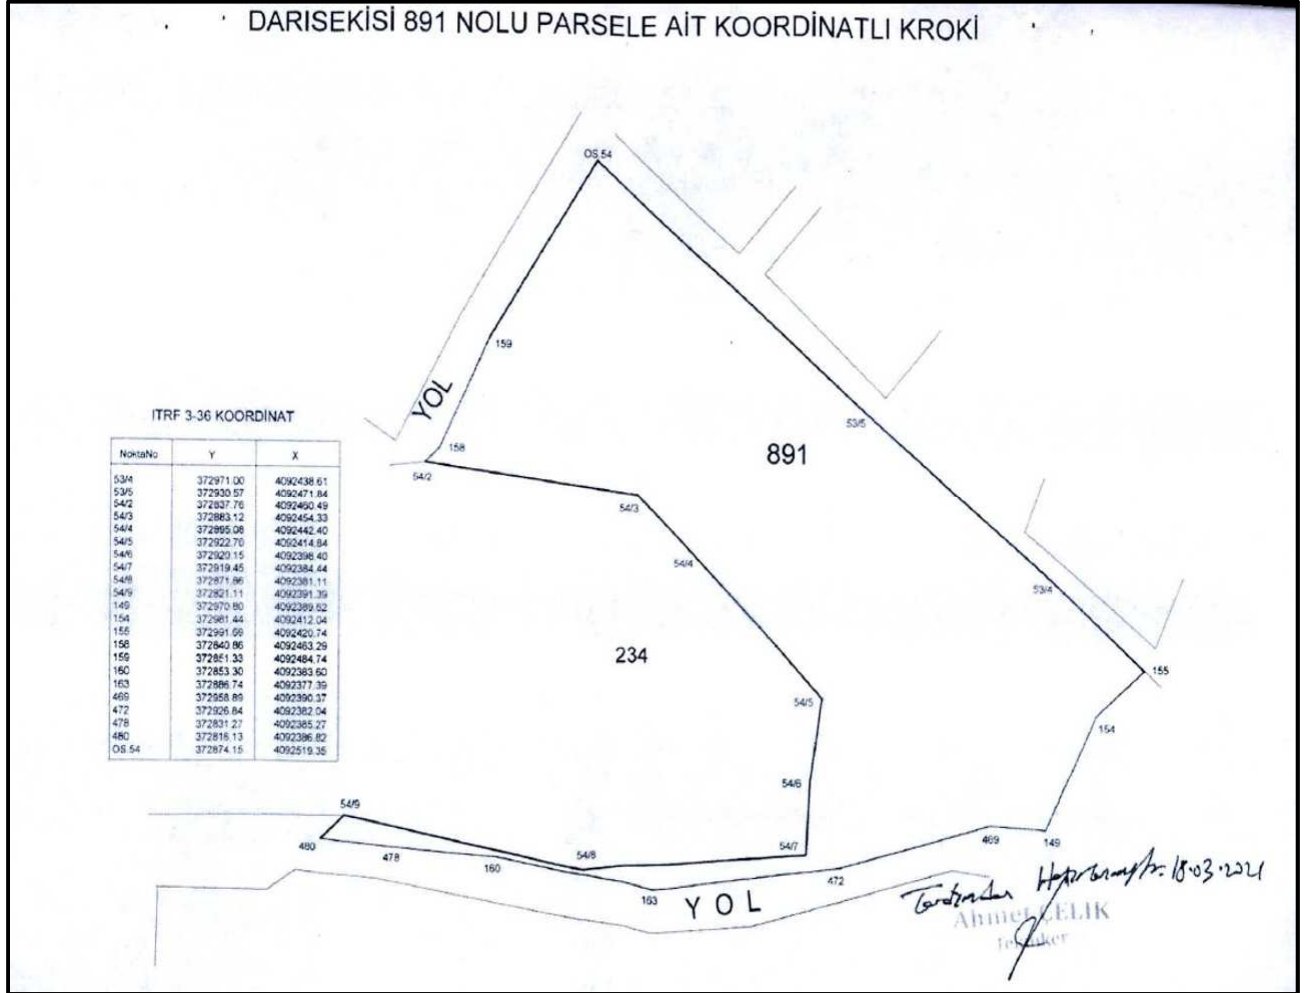 DARISEKİSİ 891 NOLU PARSELE AİT KOORDİNATLI KROKİ
OS.54
159
YOL
158
54/2
53/5
891
54/3
54/4
53/4
155
154
234
54/5
54/6
54/7
54/9
480
478
160
54/8
163
472
469
149
YOL
ITRF 3-36 KOORDİNAT
NoktaNo Y X
53/4 372971.00 4092438.61
53/5 372930.57 4092471.84
54/2 372837.76 4092460.49
54/3 372883.12 4092454.33
54/4 372895.08 4092442.40
54/5 372922.70 4092414.84
54/6 372920.15 4092398.40
54/7 372919.45 4092384.44
54/8 372871.86 4092381.11
54/9 372821.11 4092391.39
149 372970.80 4092389.62
154 372981.44 4092412.04
155 372991.69 4092420.74
158 372840.86 4092463.29
159 372851.33 4092484.74
160 372853.30 4092383.60
163 372886.74 4092377.39
469 372958.89 4092390.37
472 372926.84 4092382.04
478 372831.27 4092385.27
480 372816.13 4092386.82
OS.54 372874.15 4092519.35
18.03.2021
Ahmet ÇELİK
Tekniker